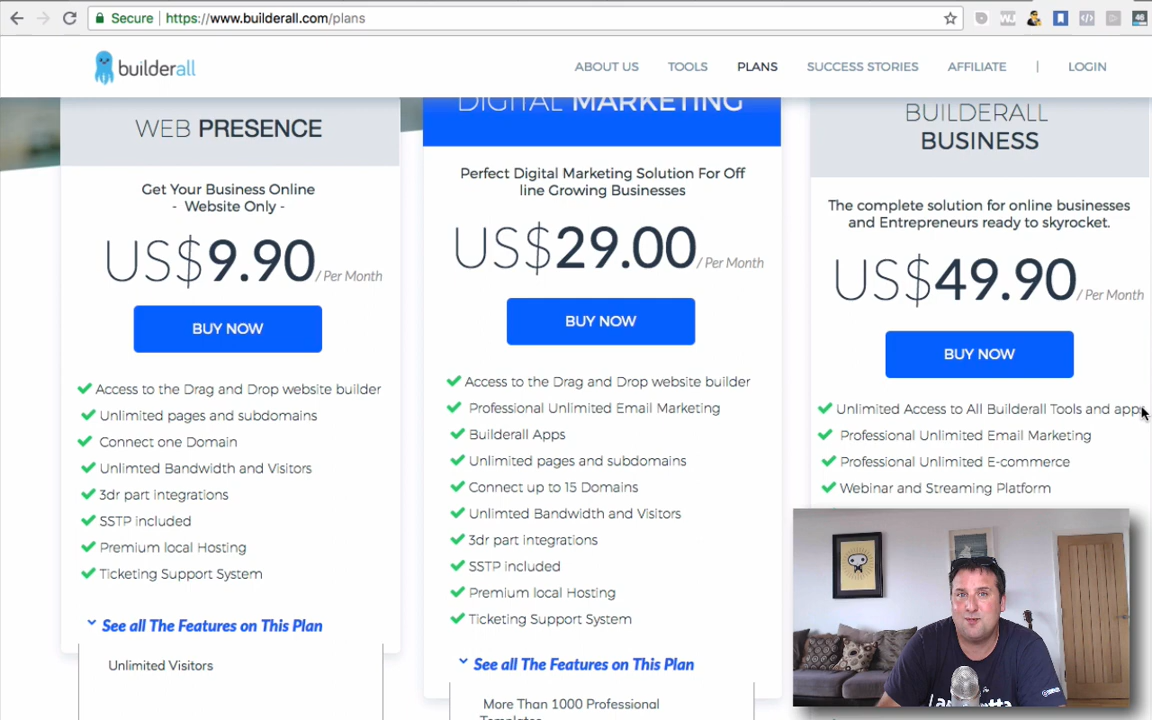 Secure | https://www.builderall.com/plans
46
builderall
ABOUT US
TOOLS
PLANS
SUCCESS STORIES
AFFILIATE
|
LOGIN
WEB PRESENCE
Get Your Business Online
- Website Only -
US$9.90 / Per Month
BUY NOW
Access to the Drag and Drop website builder
Unlimited pages and subdomains
Connect one Domain
Unlimted Bandwidth and Visitors
3dr part integrations
SSTP included
Premium local Hosting
Ticketing Support System
See all The Features on This Plan
Unlimited Visitors
DIGITAL MARKETING
Perfect Digital Marketing Solution For Off
line Growing Businesses
US$29.00 / Per Month
BUY NOW
Access to the Drag and Drop website builder
Professional Unlimited Email Marketing
Builderall Apps
Unlimited pages and subdomains
Connect up to 15 Domains
Unlimted Bandwidth and Visitors
3dr part integrations
SSTP included
Premium local Hosting
Ticketing Support System
See all The Features on This Plan
More Than 1000 Professional
Templates
BUILDERALL
BUSINESS
The complete solution for online businesses
and Entrepreneurs ready to skyrocket.
US$49.90 / Per Month
BUY NOW
Unlimited Access to All Builderall Tools and apps
Professional Unlimited Email Marketing
Professional Unlimited E-commerce
Webinar and Streaming Platform